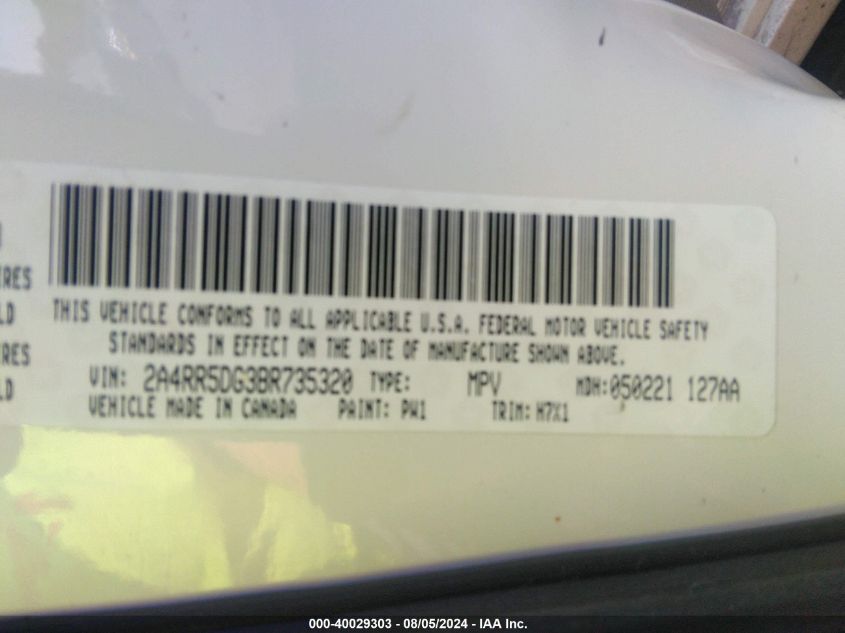 IRES
LD
IRES
LD
THIS VEHICLE CONFORMS TO ALL APPLICABLE U.S.A. FEDERAL MOTOR VEHICLE SAFETY
STANDARDS IN EFFECT ON THE DATE OF MANUFACTURE SHOWN ABOVE.
VIN: 2A4RR5DG3BR735320 TYPE: MPV MDH:050221 127AA
VEHICLE MADE IN CANADA PAINT: PW1 TRIM: H7X1
000-40029303 - 08/05/2024 - IAA Inc.